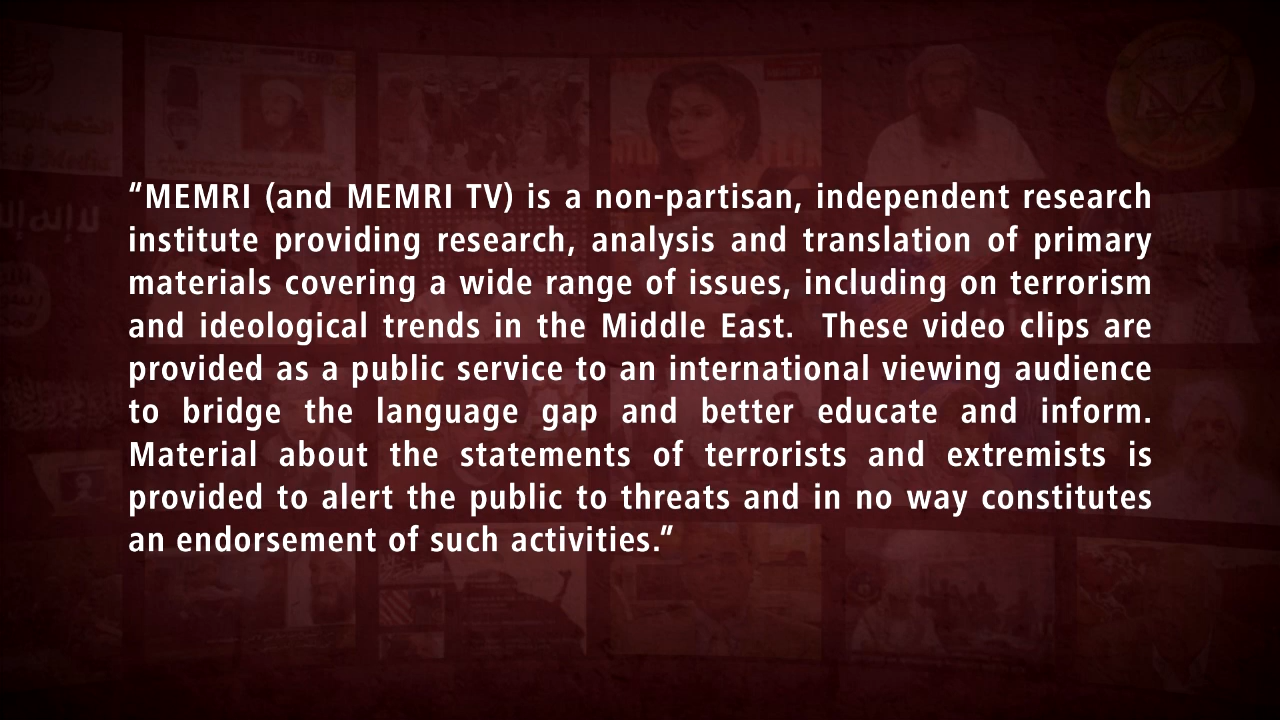 “MEMRI (and MEMRI TV) is a non-partisan, independent research
institute providing research, analysis and translation of primary
materials covering a wide range of issues, including on terrorism
and ideological trends in the Middle East. These video clips are
provided as a public service to an international viewing audience
to bridge the language gap and better educate and inform.
Material about the statements of terrorists and extremists is
provided to alert the public to threats and in no way constitutes
an endorsement of such activities.”